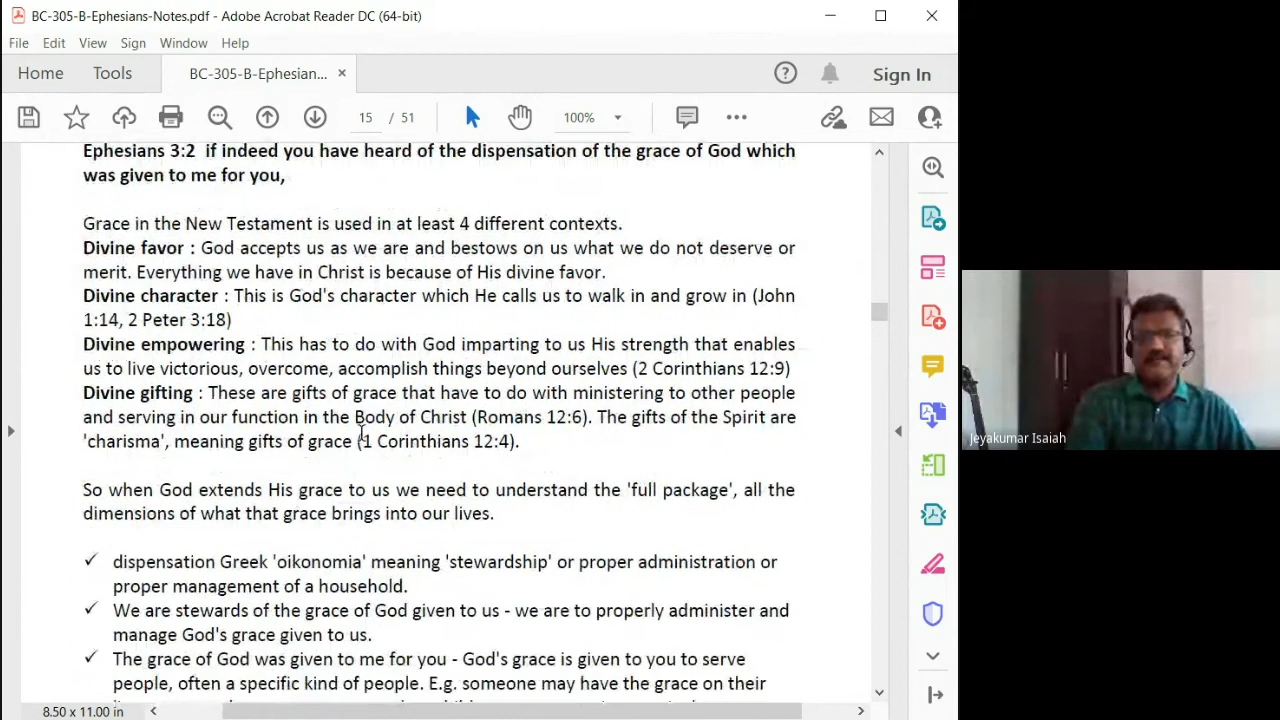 BC-305-B-Ephesians-Notes.pdf - Adobe Acrobat Reader DC (64-bit)
File Edit View Sign Window Help
Home Tools BC-305-B-Ephesian... × Sign In
15 / 51 100%
Ephesians 3:2 if indeed you have heard of the dispensation of the grace of God which
was given to me for you,
Grace in the New Testament is used in at least 4 different contexts.
Divine favor : God accepts us as we are and bestows on us what we do not deserve or
merit. Everything we have in Christ is because of His divine favor.
Divine character : This is God's character which He calls us to walk in and grow in (John
1:14, 2 Peter 3:18)
Divine empowering : This has to do with God imparting to us His strength that enables
us to live victorious, overcome, accomplish things beyond ourselves (2 Corinthians 12:9)
Divine gifting : These are gifts of grace that have to do with ministering to other people
and serving in our function in the Body of Christ (Romans 12:6). The gifts of the Spirit are
'charisma', meaning gifts of grace (1 Corinthians 12:4).
So when God extends His grace to us we need to understand the 'full package', all the
dimensions of what that grace brings into our lives.
✓ dispensation Greek 'oikonomia' meaning 'stewardship' or proper administration or
proper management of a household.
✓ We are stewards of the grace of God given to us - we are to properly administer and
manage God's grace given to us.
✓ The grace of God was given to me for you - God's grace is given to you to serve
people, often a specific kind of people. E.g. someone may have the grace on their
8.50 x 11.00 in
Jeyakumar Isaiah